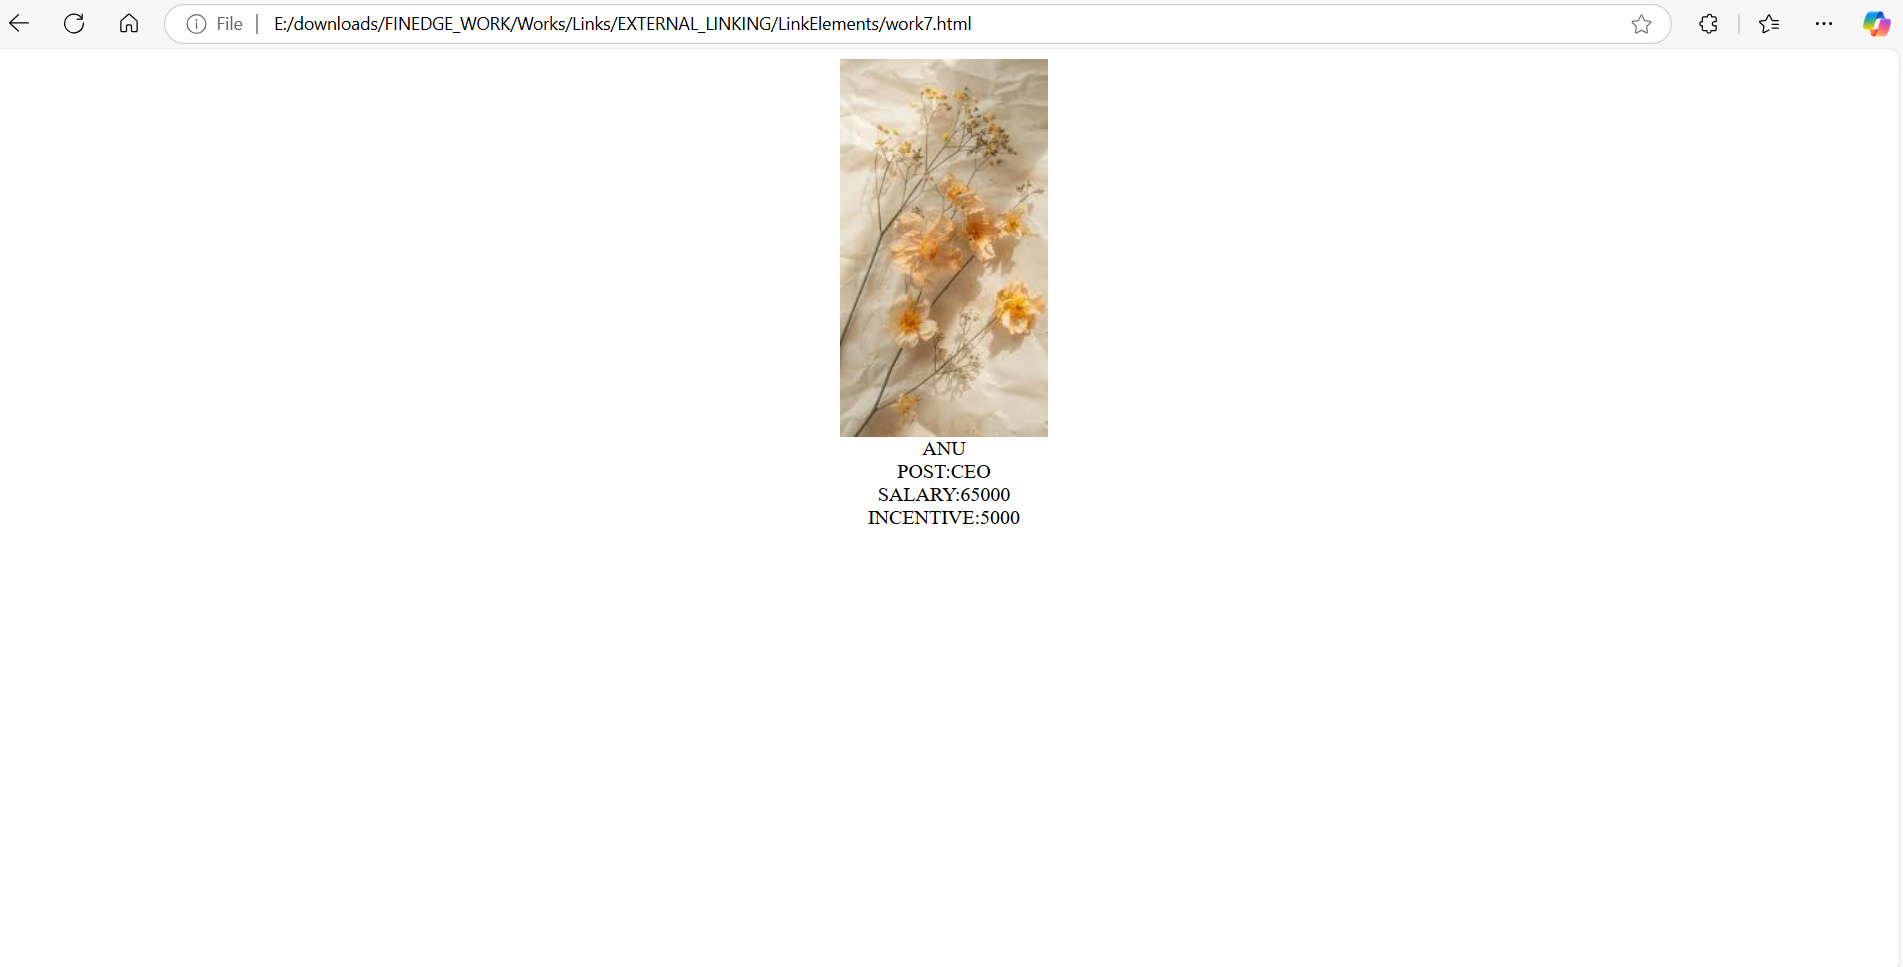 File
E:/downloads/FINEDGE_WORK/Works/Links/EXTERNAL_LINKING/LinkElements/work7.html
ANU
POST:CEO
SALARY:65000
INCENTIVE:5000